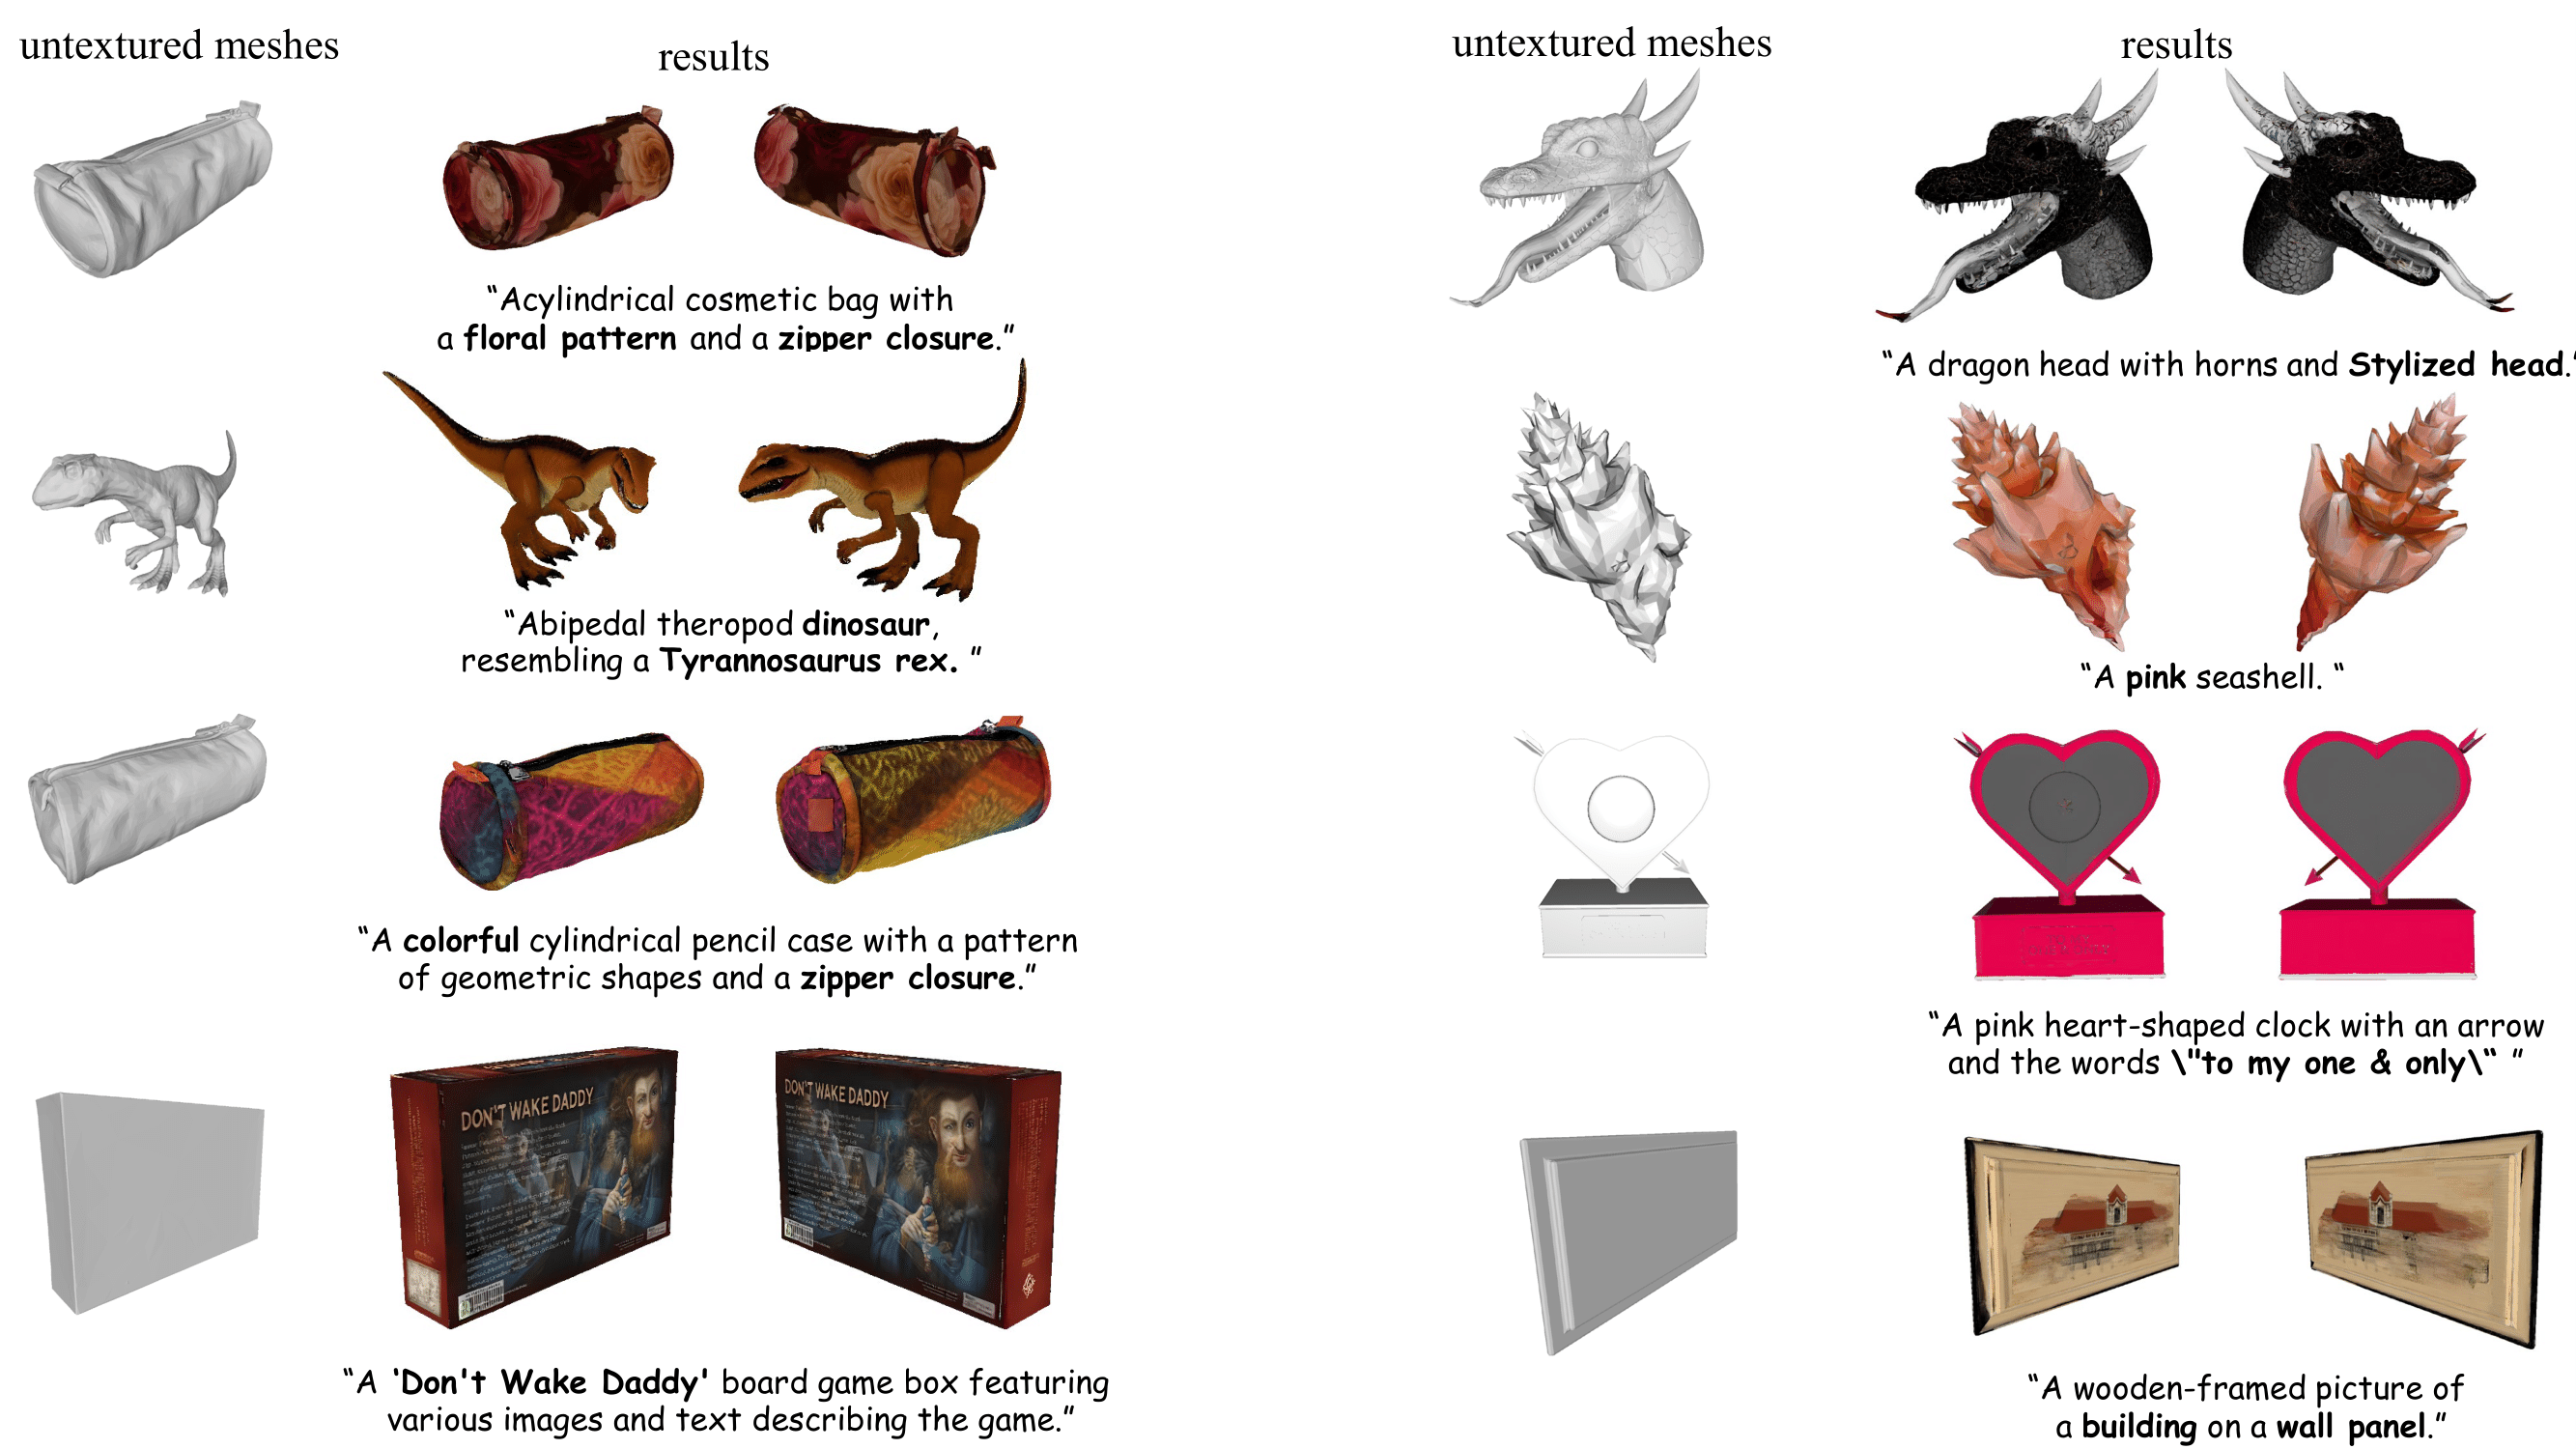 untextured meshes
results
“Acylindrical cosmetic bag with
a floral pattern and a zipper closure.”
“Abipedal theropod dinosaur,
resembling a Tyrannosaurus rex. ”
“A colorful cylindrical pencil case with a pattern
of geometric shapes and a zipper closure.”
DON'T WAKE DADDY
DON'T WAKE DADDY
“A ‘Don't Wake Daddy' board game box featuring
various images and text describing the game.”
untextured meshes
results
“A dragon head with horns and Stylized head.”
“A pink seashell. “
“A pink heart-shaped clock with an arrow
and the words \"to my one & only\“ ”
“A wooden-framed picture of
a building on a wall panel.”